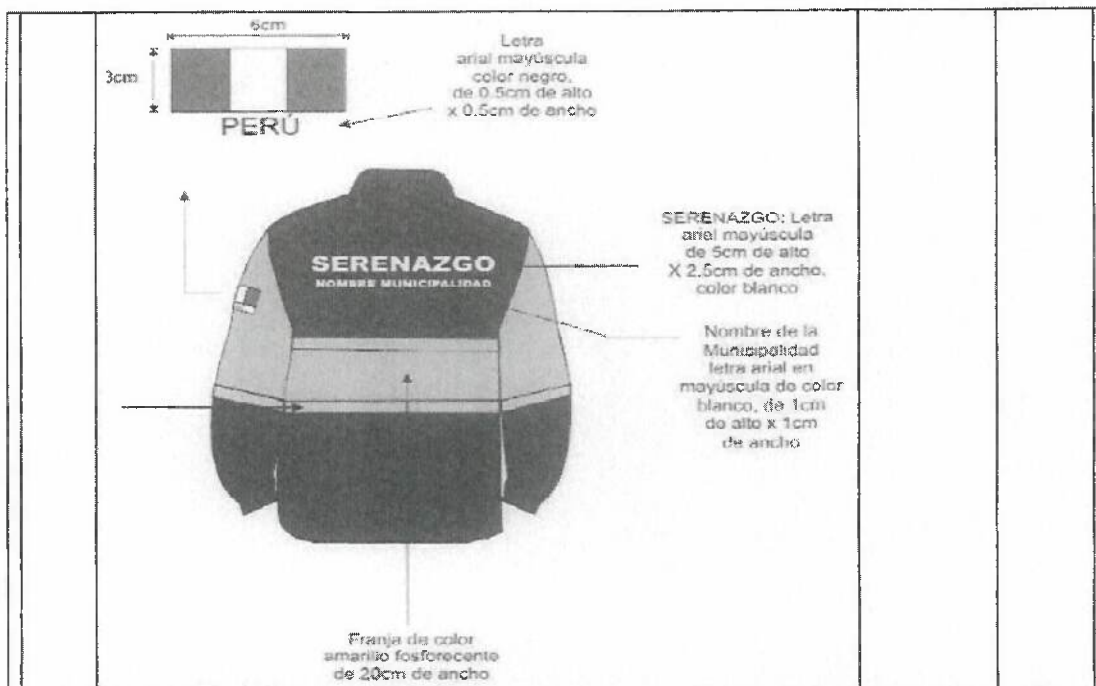 6cm
3cm
PERÚ
Letra
arial mayúscula
color negro,
de 0.5cm de alto
x 0.5cm de ancho
SERENAZGO
NOMBRE MUNICIPALIDAD
SERENAZGO: Letra
arial mayúscula
de 5cm de alto
X 2.5cm de ancho,
color blanco
Nombre de la
Municipalidad
letra arial en
mayúscula de color
blanco, de 1cm
de alto x 1cm
de ancho
Franja de color
amarillo fosforecente
de 20cm de ancho